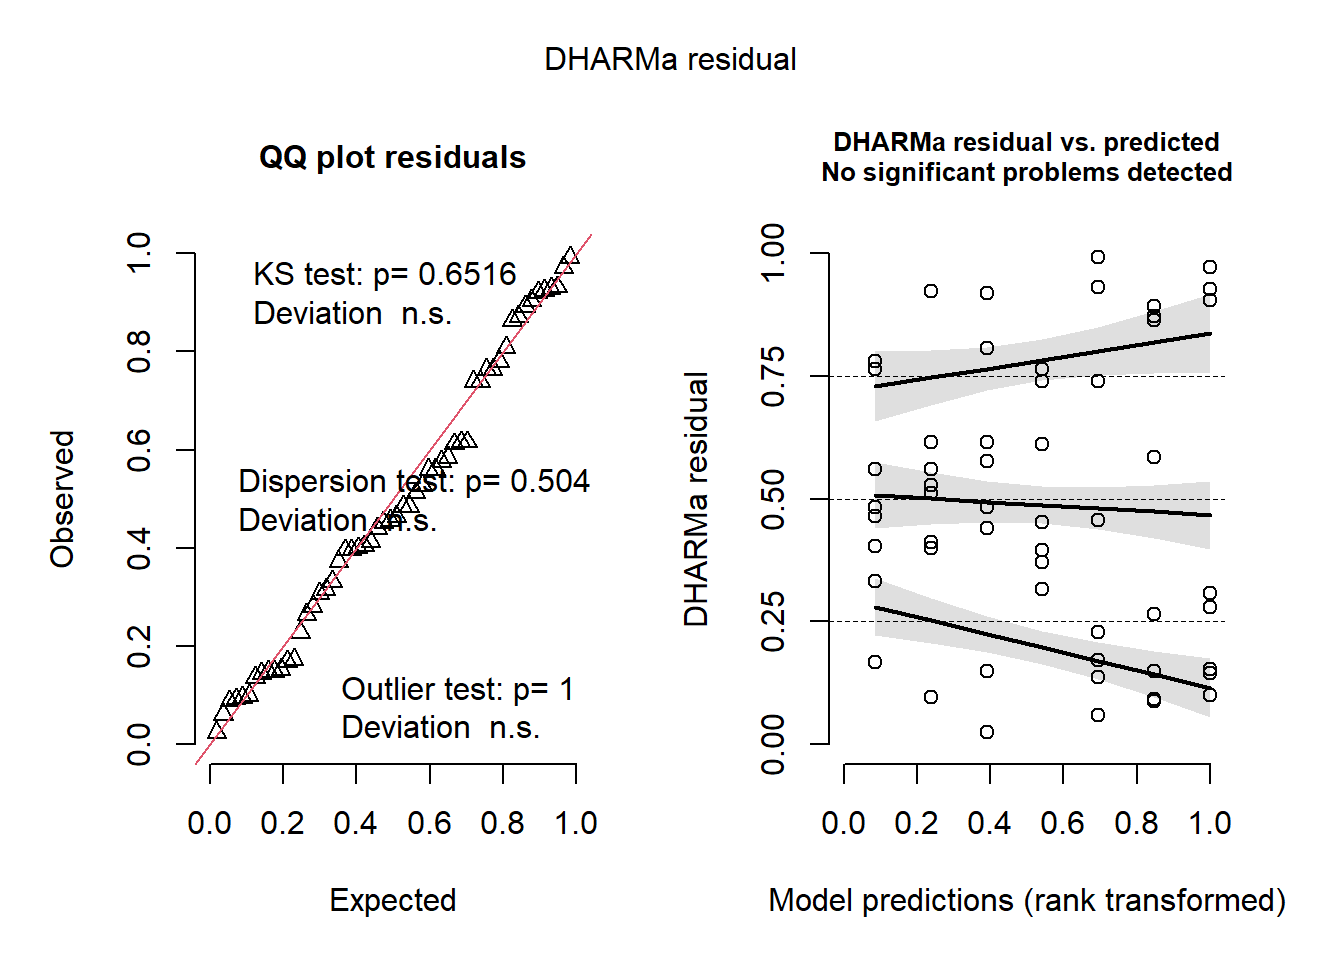 DHARMa residual
QQ plot residuals
KS test: p= 0.6516
Deviation  n.s.
Dispersion test: p= 0.504
Deviation  n.s.
Outlier test: p= 1
Deviation  n.s.
Observed
0.0
0.2
0.4
0.6
0.8
1.0
0.0 0.2 0.4 0.6 0.8 1.0
Expected
DHARMa residual vs. predicted
No significant problems detected
DHARMa residual
0.00
0.25
0.50
0.75
1.00
0.0 0.2 0.4 0.6 0.8 1.0
Model predictions (rank transformed)